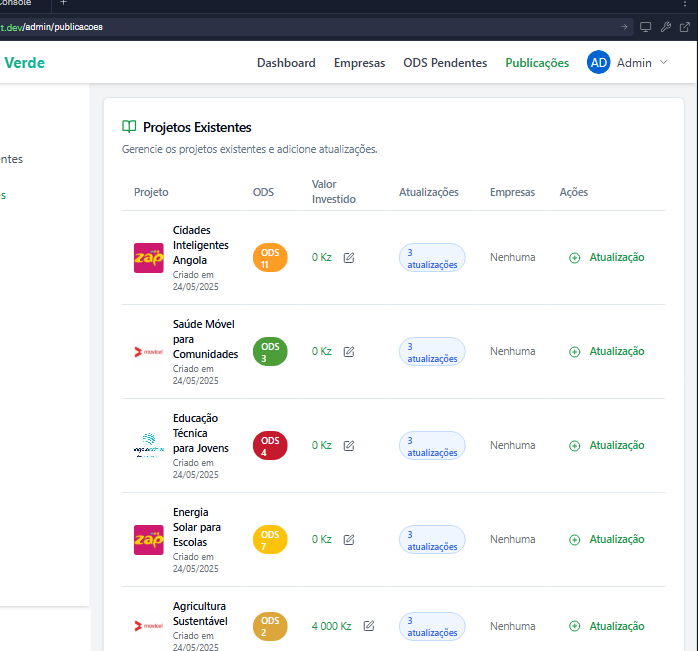 Console +
t.dev/admin/publicacoes
Verde
Dashboard Empresas ODS Pendentes Publicações AD Admin
entes
s
Projetos Existentes
Gerencie os projetos existentes e adicione atualizações.
Projeto ODS Valor Investido Atualizações Empresas Ações
zap
Cidades
Inteligentes
Angola
Criado em
24/05/2025
ODS
11
0 Kz
3
atualizações
Nenhuma
Atualização
movicel
Saúde Móvel
para
Comunidades
Criado em
24/05/2025
ODS
3
0 Kz
3
atualizações
Nenhuma
Atualização
Educação
Técnica
para Jovens
Criado em
24/05/2025
ODS
4
0 Kz
3
atualizações
Nenhuma
Atualização
zap
Energia
Solar para
Escolas
Criado em
24/05/2025
ODS
7
0 Kz
3
atualizações
Nenhuma
Atualização
movicel
Agricultura
Sustentável
Criado em
24/05/2025
ODS
2
4 000 Kz
3
atualizações
Nenhuma
Atualização